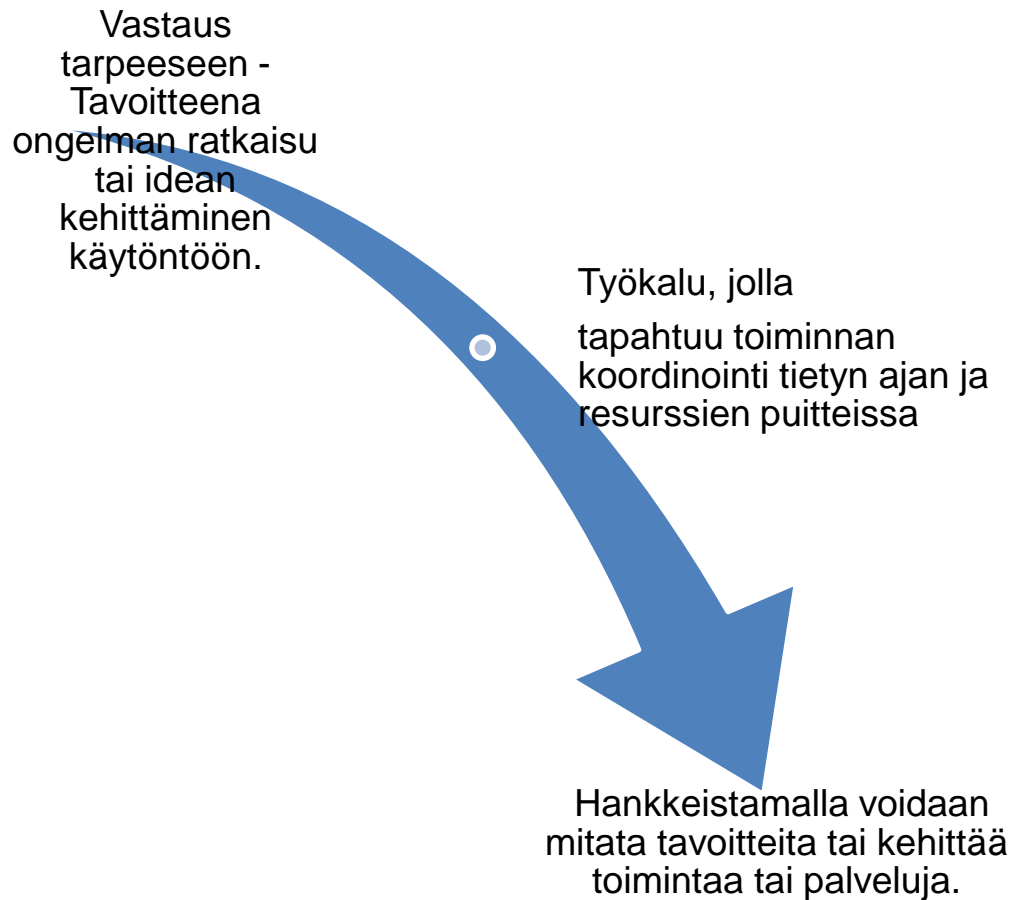 Vastaus
tarpeeseen -
Tavoitteena
ongelman ratkaisu
tai idean
kehittäminen
käytöntöön.
Työkalu, jolla
tapahtuu toiminnan
koordinointi tietyn ajan ja
resurssien puitteissa
Hankkeistamalla voidaan
mitata tavoitteita tai kehittää
toimintaa tai palveluja.